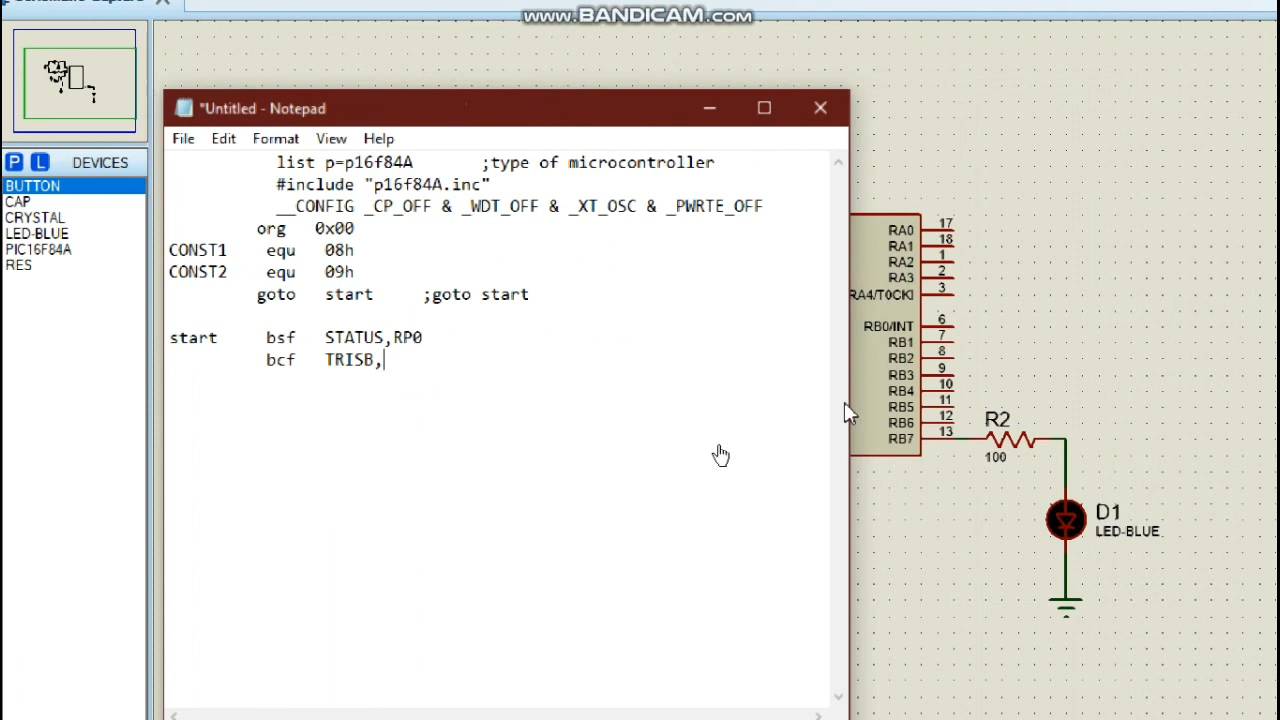 www.BANDICAM.com
*Untitled - Notepad
File Edit Format View Help
P L DEVICES
BUTTON
CAP
CRYSTAL
LED-BLUE
PIC16F84A
RES
list p=p16f84A ;type of microcontroller
#include "p16f84A.inc"
__CONFIG _CP_OFF & _WDT_OFF & _XT_OSC & _PWRTE_OFF
org 0x00
CONST1 equ 08h
CONST2 equ 09h
goto start ;goto start
start bsf STATUS,RP0
bcf TRISB,
RA0 17
RA1 18
RA2 1
RA3 2
RA4/T0CKI 3
RB0/INT 6
RB1 7
RB2 8
RB3 9
RB4 10
RB5 11
RB6 12
RB7 13
R2
100
D1
LED-BLUE